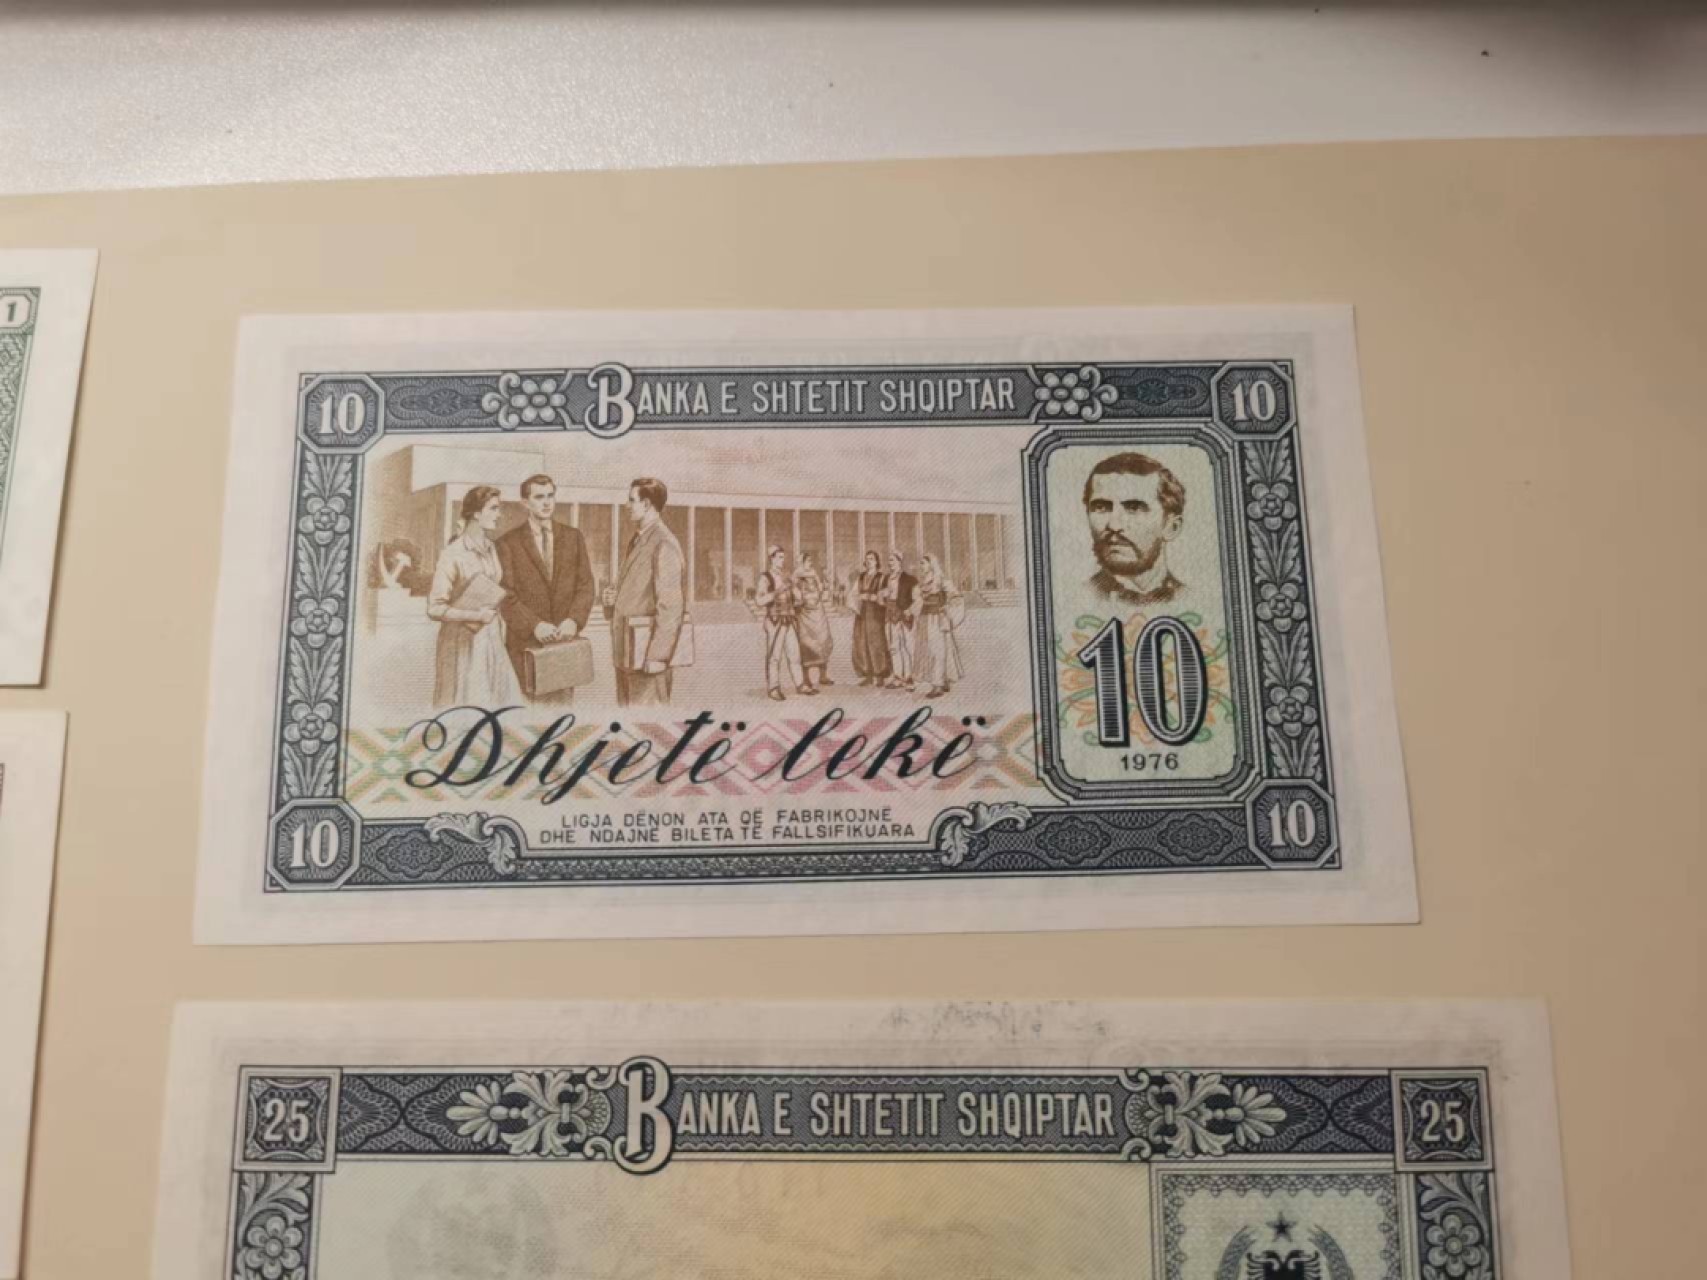 1
10 BANKA E SHTETIT SHQIPTAR 10
10
1976
Dhjetë lekë
LIGJA DËNON ATA QË FABRIKOJNË
DHE NDAJNË BILETA TË FALLSIFIKUARA
10 10
25 BANKA E SHTETIT SHQIPTAR 25